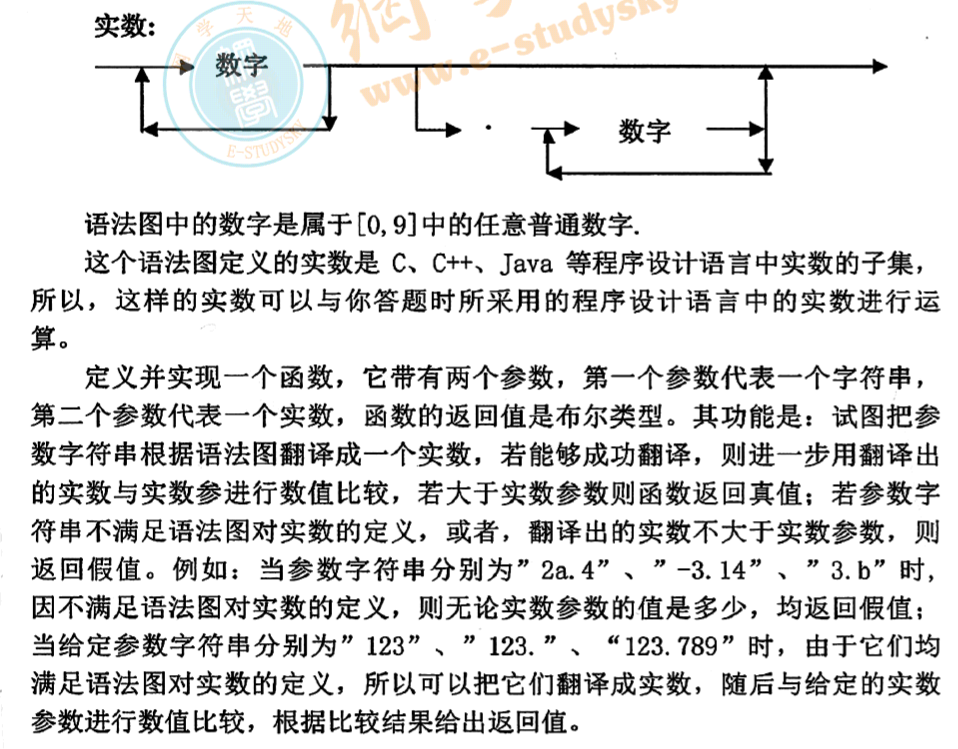 实数:
数字
. 数字
语法图中的数字是属于[0,9]中的任意普通数字.
这个语法图定义的实数是 C、C++、Java 等程序设计语言中实数的子集，
所以，这样的实数可以与你答题时所采用的程序设计语言中的实数进行运
算。
定义并实现一个函数，它带有两个参数，第一个参数代表一个字符串，
第二个参数代表一个实数，函数的返回值是布尔类型。其功能是：试图把参
数字符串根据语法图翻译成一个实数，若能够成功翻译，则进一步用翻译出
的实数与实数参进行数值比较，若大于实数参数则函数返回真值；若参数字
符串不满足语法图对实数的定义，或者，翻译出的实数不大于实数参数，则
返回假值。例如：当参数字符串分别为”2a.4”、”-3.14”、”3.b”时，
因不满足语法图对实数的定义，则无论实数参数的值是多少，均返回假值；
当给定参数字符串分别为”123”、”123.”、“123.789”时，由于它们均
满足语法图对实数的定义，所以可以把它们翻译成实数，随后与给定的实数
参数进行数值比较，根据比较结果给出返回值。
學天地
網學
E-STUDYSKY
www.e-studysky